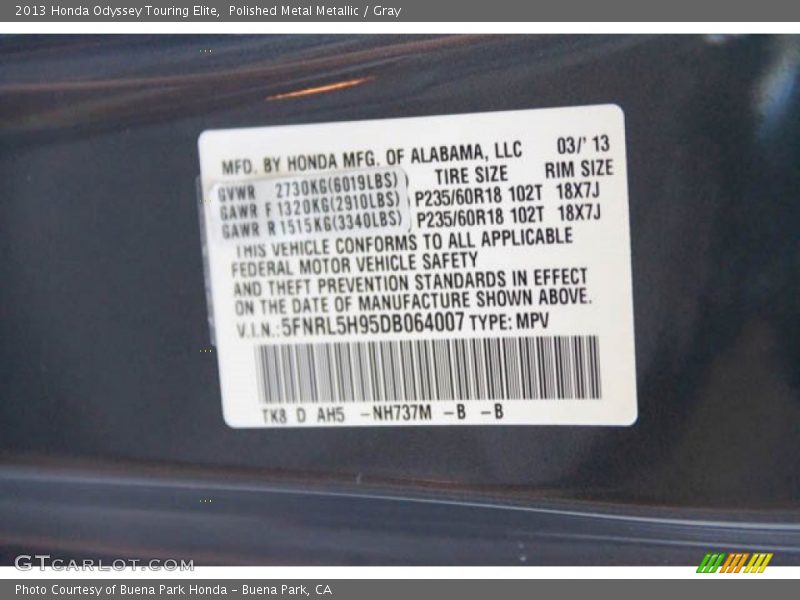 2013 Honda Odyssey Touring Elite, Polished Metal Metallic / Gray
MFD. BY HONDA MFG. OF ALABAMA, LLC 03/' 13
TIRE SIZE RIM SIZE
GVWR 2730KG(6019LBS)
GAWR F 1320KG(2910LBS) P235/60R18 102T 18X7J
GAWR R 1515KG(3340LBS) P235/60R18 102T 18X7J
THIS VEHICLE CONFORMS TO ALL APPLICABLE
FEDERAL MOTOR VEHICLE SAFETY
AND THEFT PREVENTION STANDARDS IN EFFECT
ON THE DATE OF MANUFACTURE SHOWN ABOVE.
V.I.N.: 5FNRL5H95DB064007 TYPE: MPV
TK8 D AH5 -NH737M -B -B
GTCARLOT.COM
Photo Courtesy of Buena Park Honda - Buena Park, CA